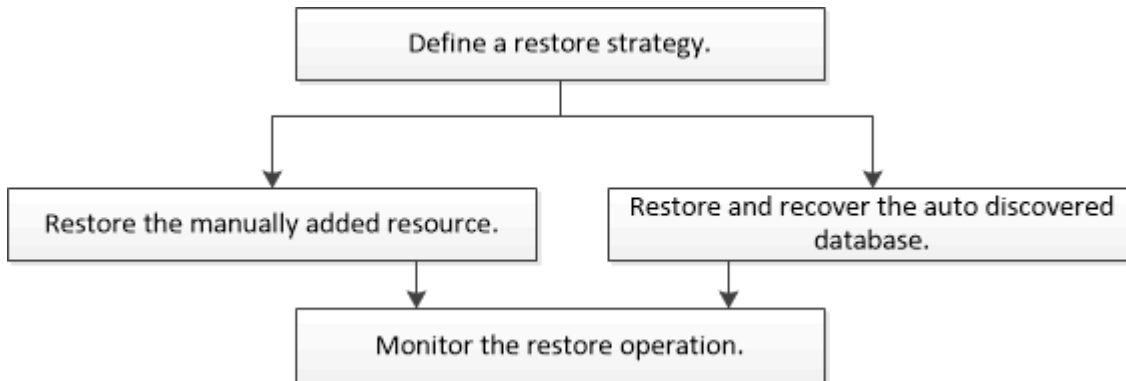 Define a restore strategy.
Restore the manually added resource.
Restore and recover the auto discovered
database.
Monitor the restore operation.